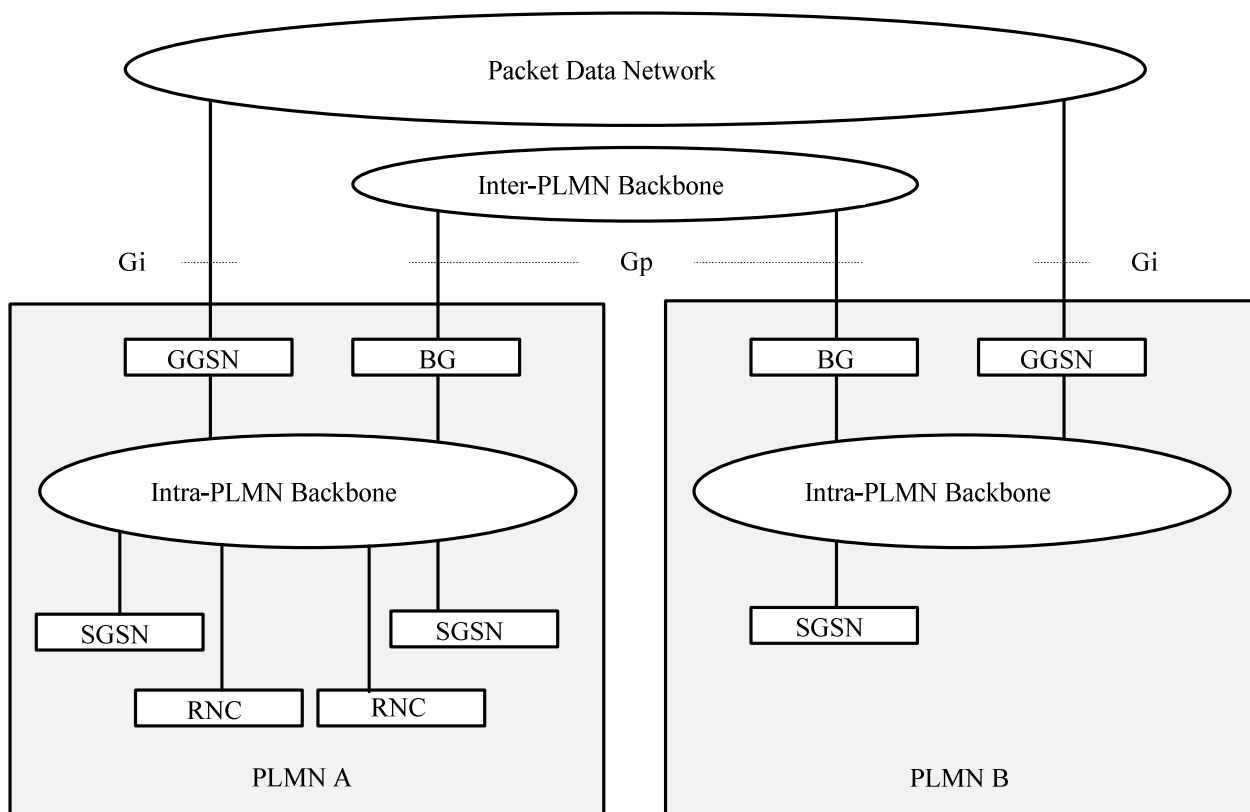 Packet Data Network
Inter-PLMN Backbone
Gi
Gp
Gi
GGSN
BG
BG
GGSN
Intra-PLMN Backbone
Intra-PLMN Backbone
SGSN
SGSN
SGSN
RNC
RNC
PLMN A
PLMN B